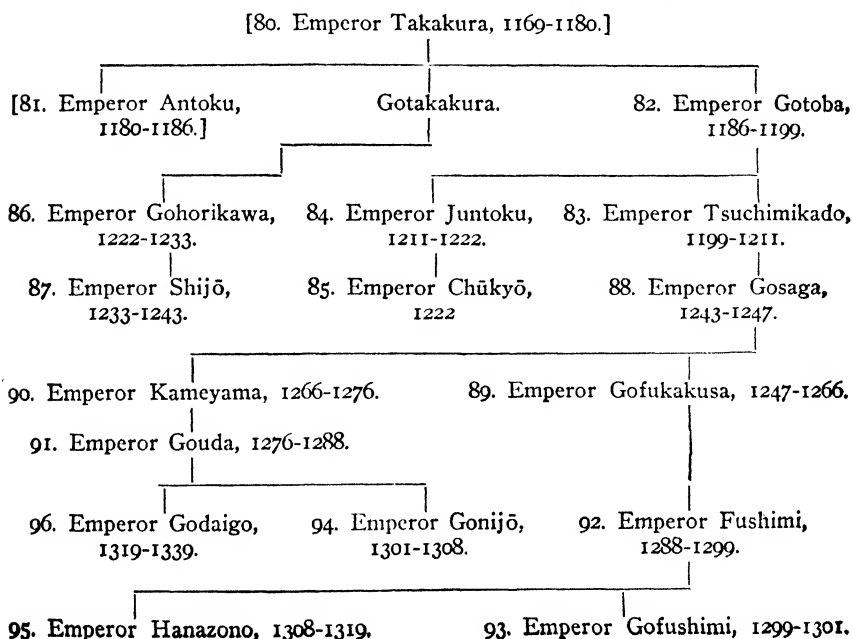 [80. Emperor Takakura, 1169-1180.]
[81. Emperor Antoku,
1180-1186.]
Gotakakura.
82. Emperor Gotoba,
1186-1199.
86. Emperor Gohorikawa,
1222-1233.
84. Emperor Juntoku,
1211-1222.
83. Emperor Tsuchimikado,
1199-1211.
87. Emperor Shijō,
1233-1243.
85. Emperor Chūkyō,
1222
88. Emperor Gosaga,
1243-1247.
90. Emperor Kameyama, 1266-1276.
89. Emperor Gofukakusa, 1247-1266.
91. Emperor Gouda, 1276-1288.
96. Emperor Godaigo,
1319-1339.
94. Emperor Gonijō,
1301-1308.
92. Emperor Fushimi,
1288-1299.
95. Emperor Hanazono, 1308-1319.
93. Emperor Gofushimi, 1299-1301.